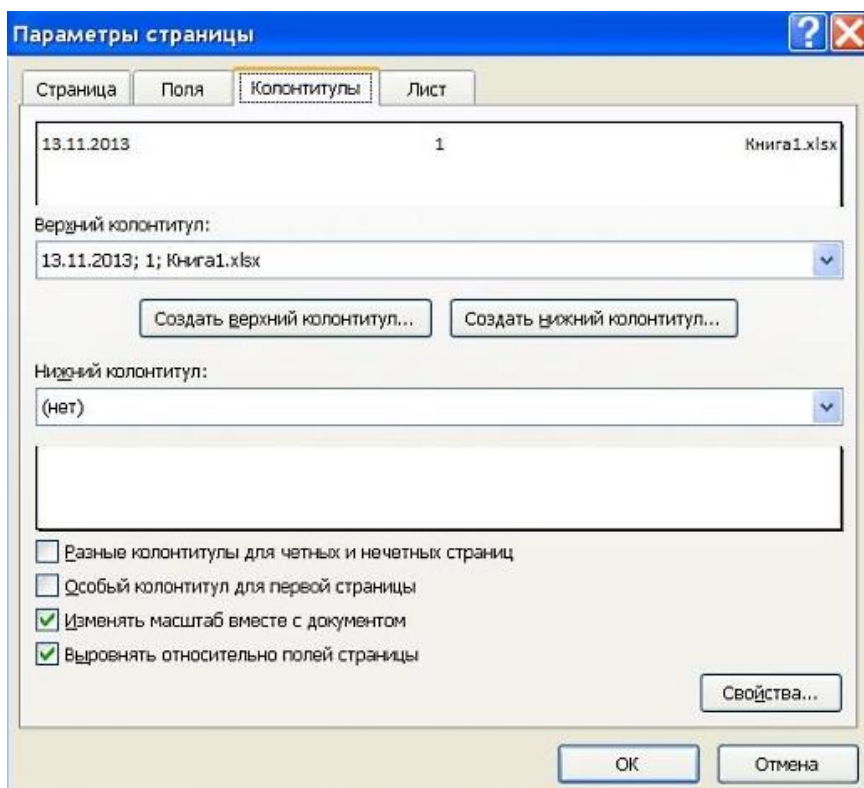 Параметры страницы
Страница Поля Колонтитулы Лист
13.11.2013 1 Книга1.xlsx
Верхний колонтитул:
13.11.2013; 1; Книга1.xlsx
Создать верхний колонтитул... Создать нижний колонтитул...
Нижний колонтитул:
(нет)
Разные колонтитулы для четных и нечетных страниц
Особый колонтитул для первой страницы
Изменять масштаб вместе с документом
Выровнять относительно полей страницы
Свойства...
ОК Отмена